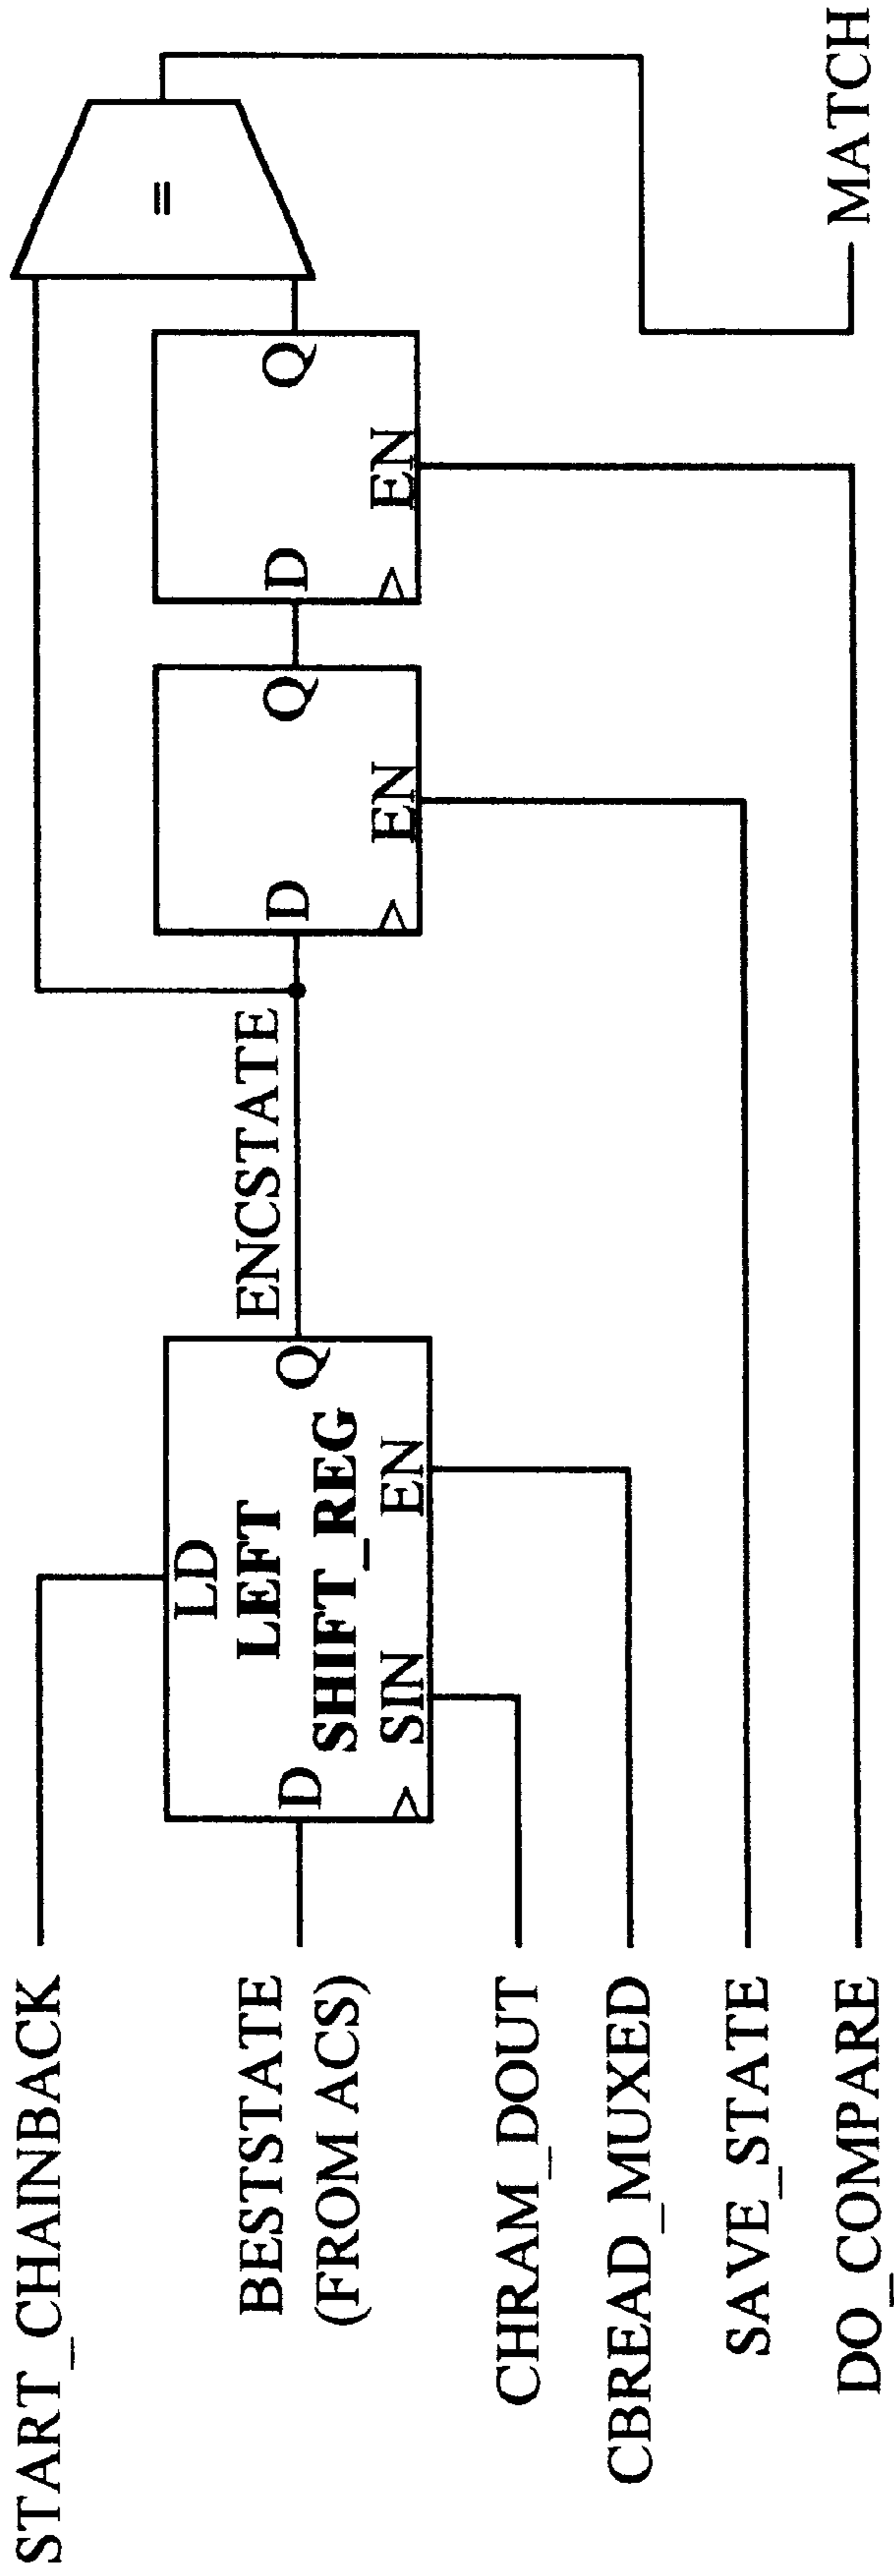 START_CHAINBACK
BESTSTATE
(FROM ACS)
CHRAM_DOUT
CBREAD_MUXED
SAVE_STATE
DO_COMPARE
LD
LEFT
SHIFT_REG
D
Q
SIN
EN
ENCSTATE
D
Q
EN
D
Q
EN
=
MATCH